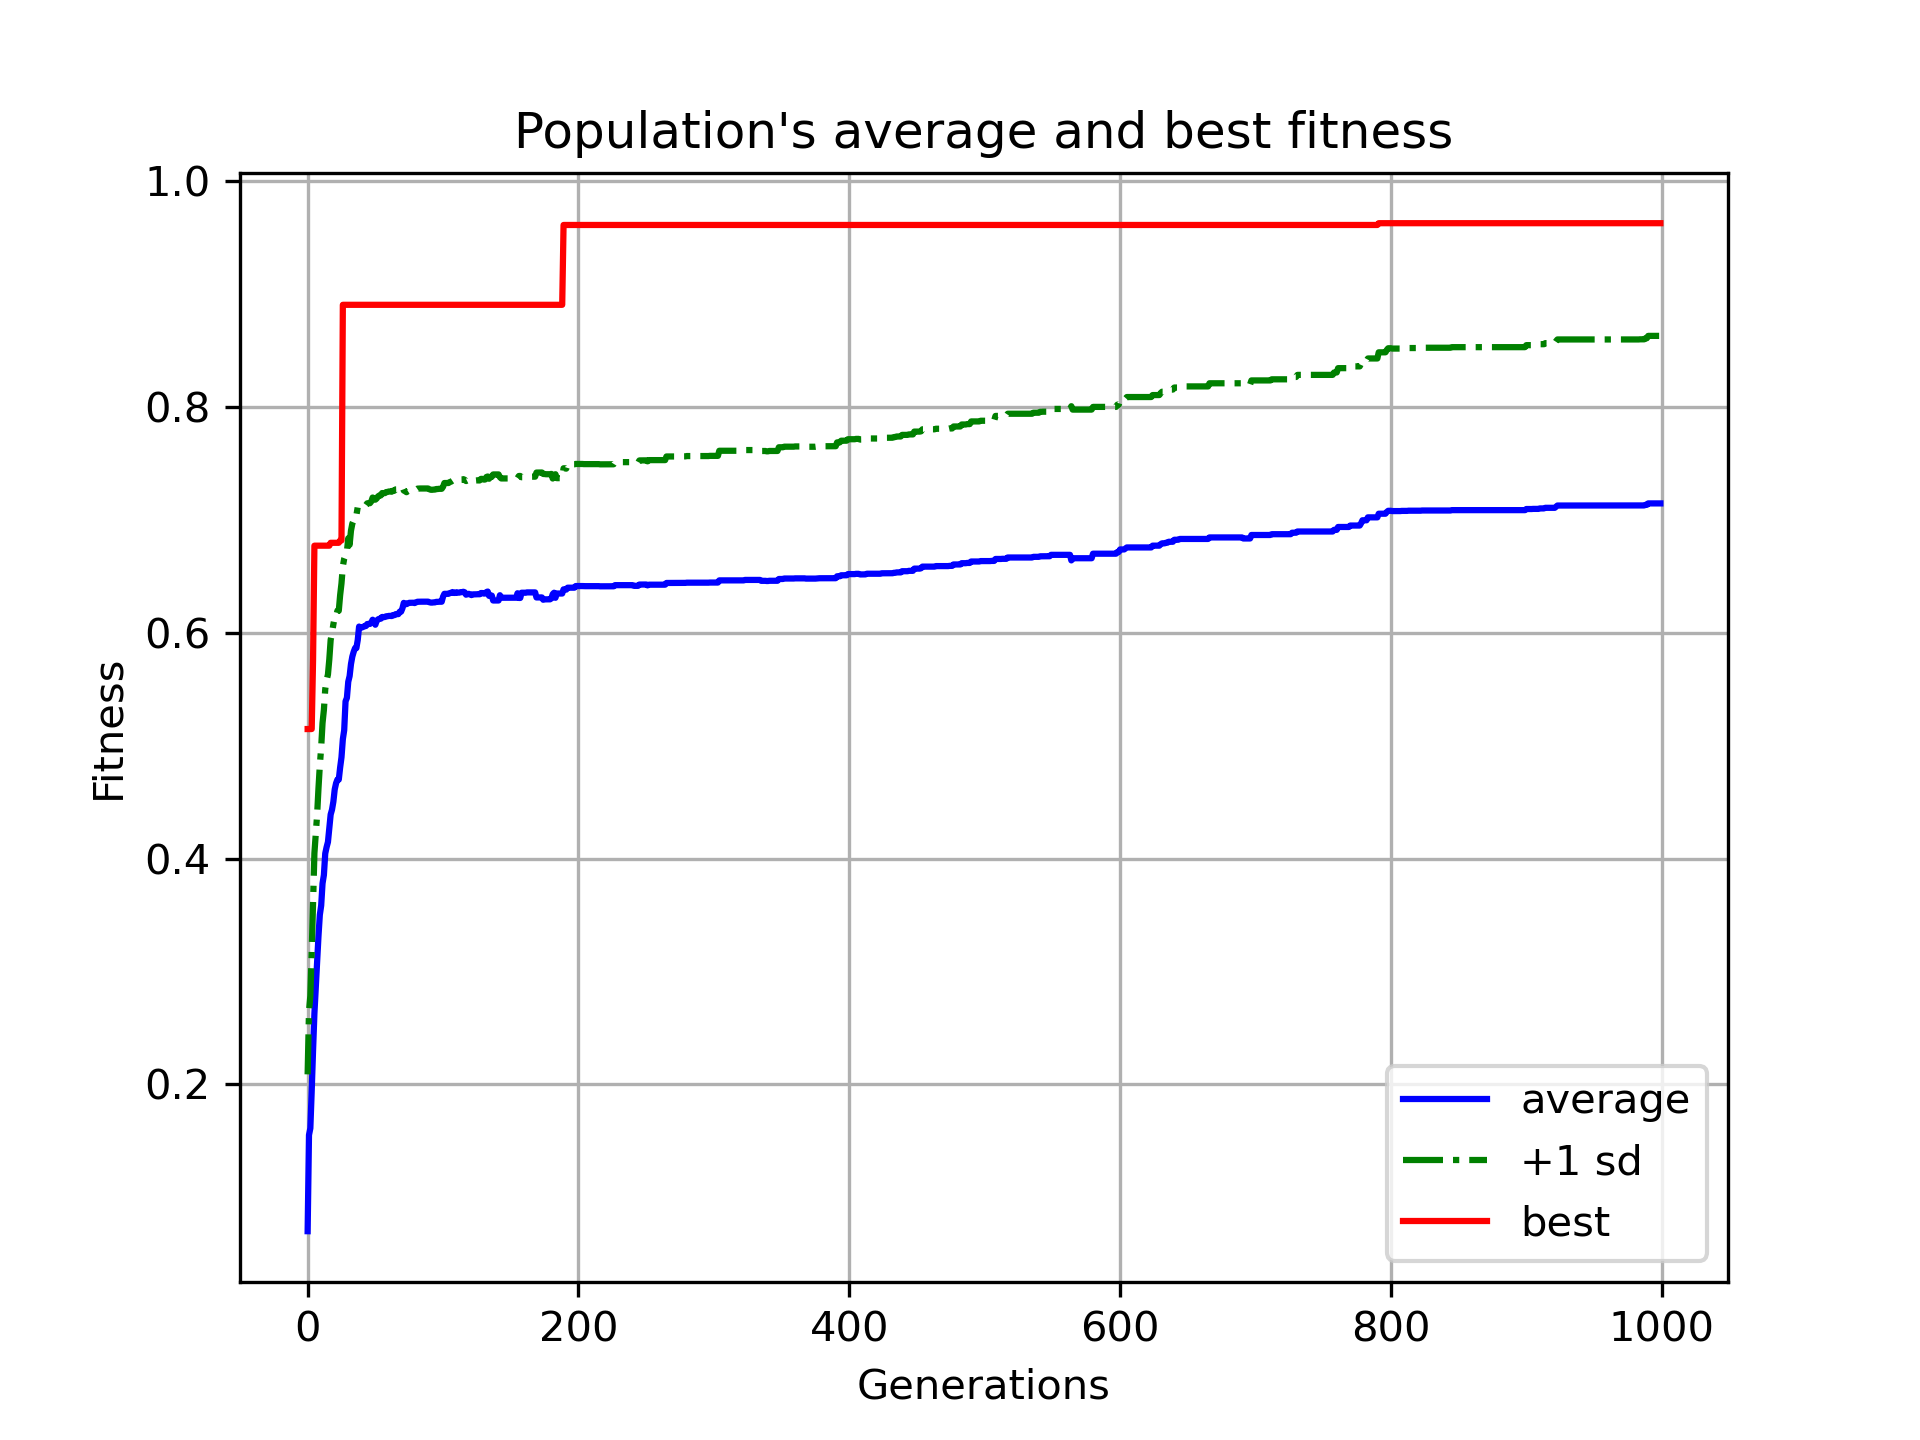 Population's average and best fitness
1.0
0.8
0.6
0.4
0.2
Fitness
0 200 400 600 800 1000
Generations
average
+1 sd
best